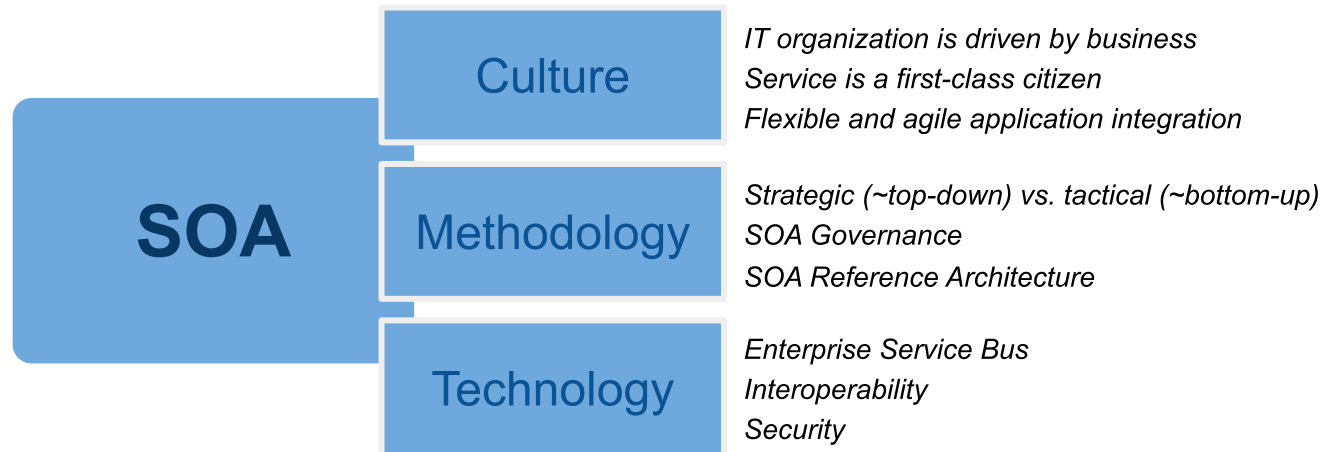 SOA
Culture
IT organization is driven by business
Service is a first-class citizen
Flexible and agile application integration
Methodology
Strategic (~top-down) vs. tactical (~bottom-up)
SOA Governance
SOA Reference Architecture
Technology
Enterprise Service Bus
Interoperability
Security